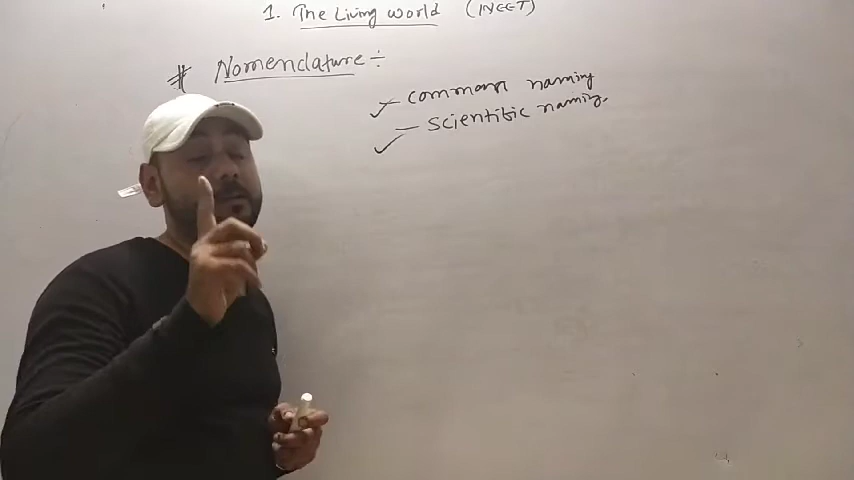 1. The Living world (NEET)
# Nomenclature ÷
- common naming
- scientific naming.